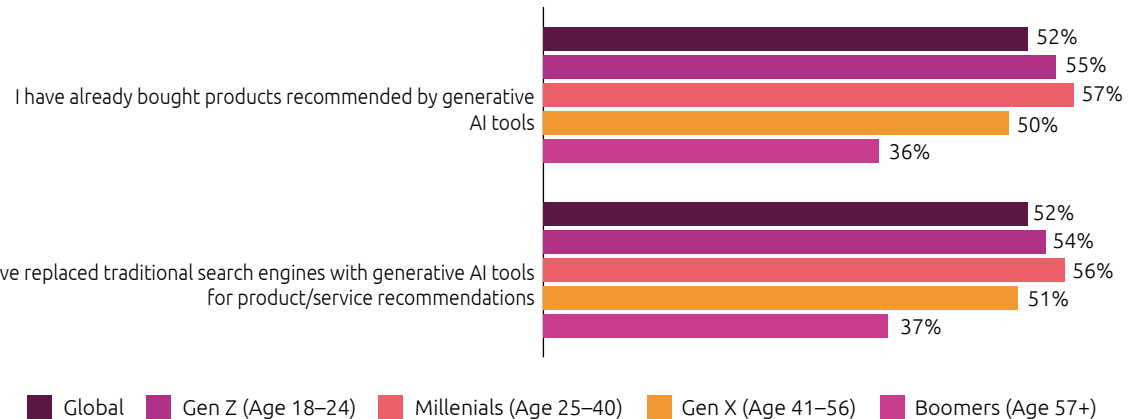 52%
55%
I have already bought products recommended by generative
57%
AI tools
50%
36%
52%
54%
replaced traditional search engines with generative AI tools
56%
for product/service recommendations
51%
37%
Global
Gen Z (Age 18–24)
Millenials (Age 25–40)
Gen X (Age 41–56)
Boomers (Age 57+)